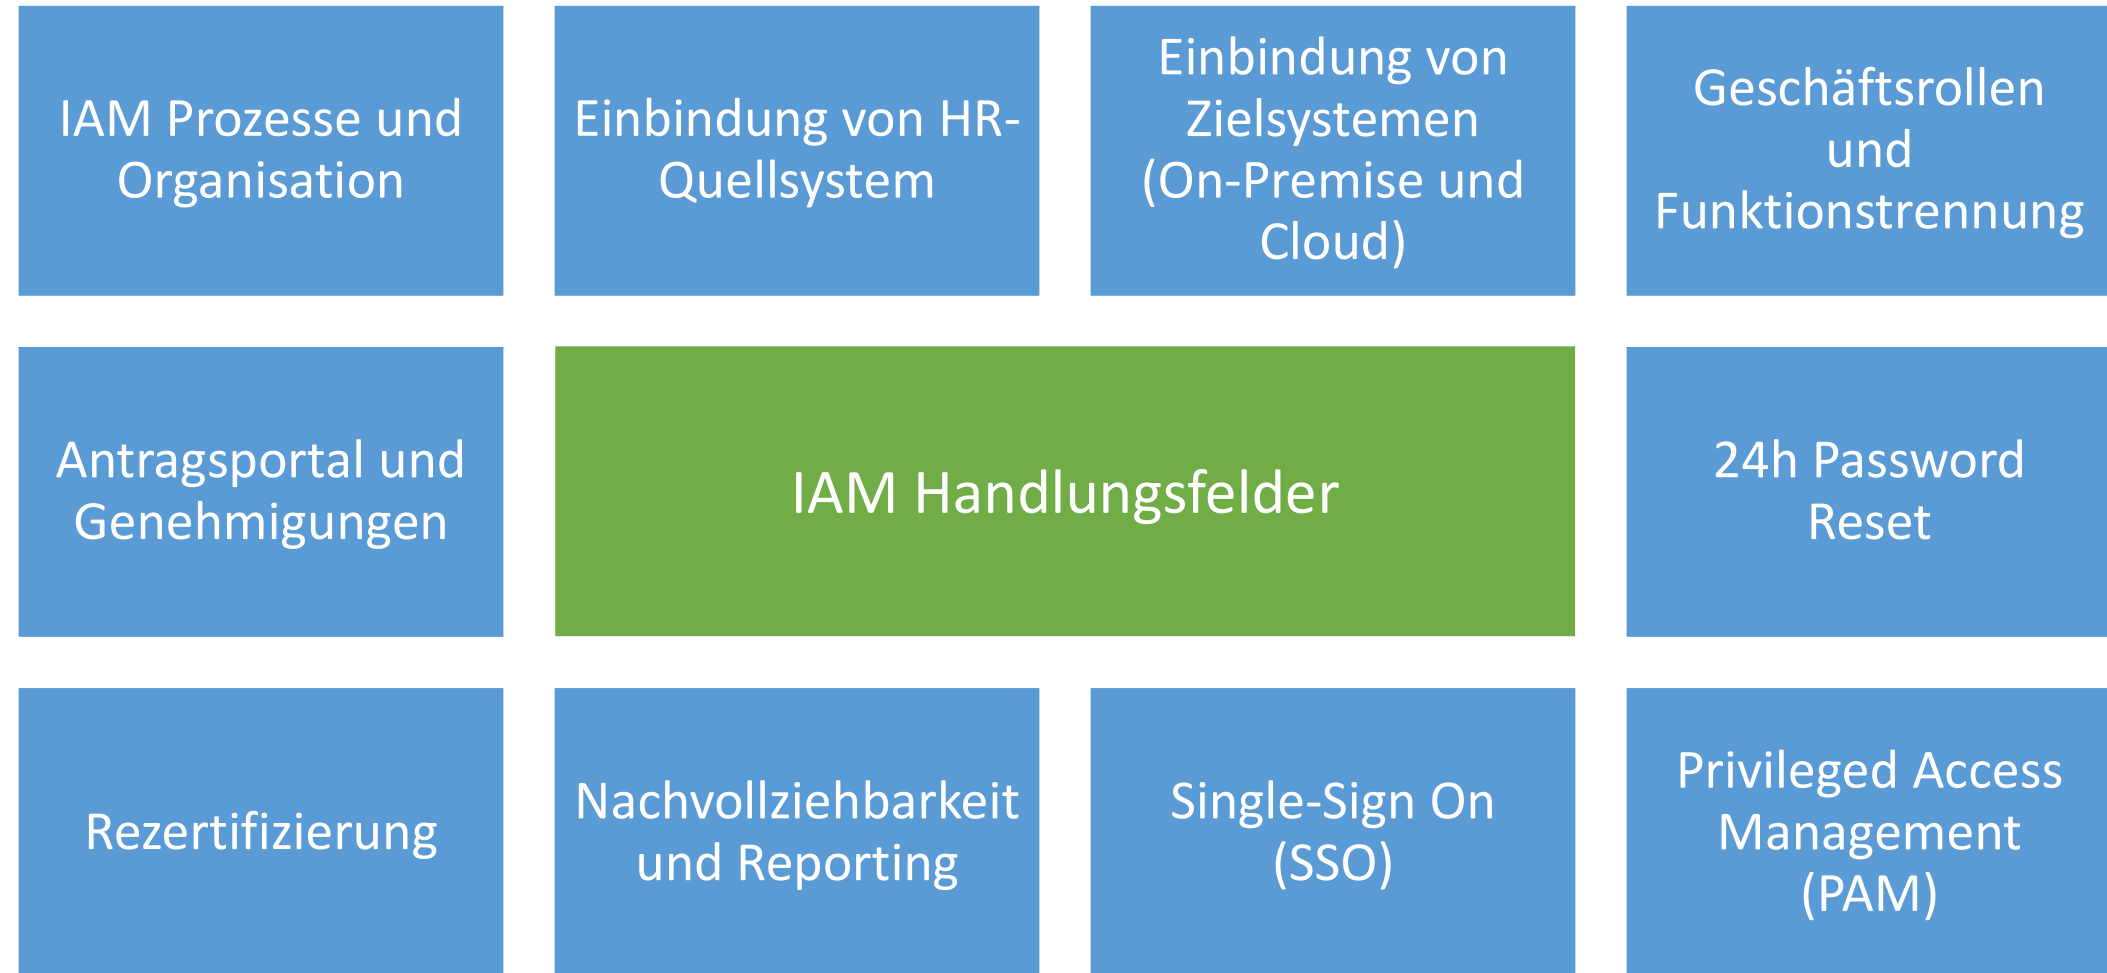 IAM Prozesse und
Organisation
Einbindung von HR-
Quellsystem
Einbindung von
Zielsystemen
(On-Premise und
Cloud)
Geschäftsrollen
und
Funktionstrennung
Antragsportal und
Genehmigungen
IAM Handlungsfelder
24h Password
Reset
Rezertifizierung
Nachvollziehbarkeit
und Reporting
Single-Sign On
(SSO)
Privileged Access
Management
(PAM)